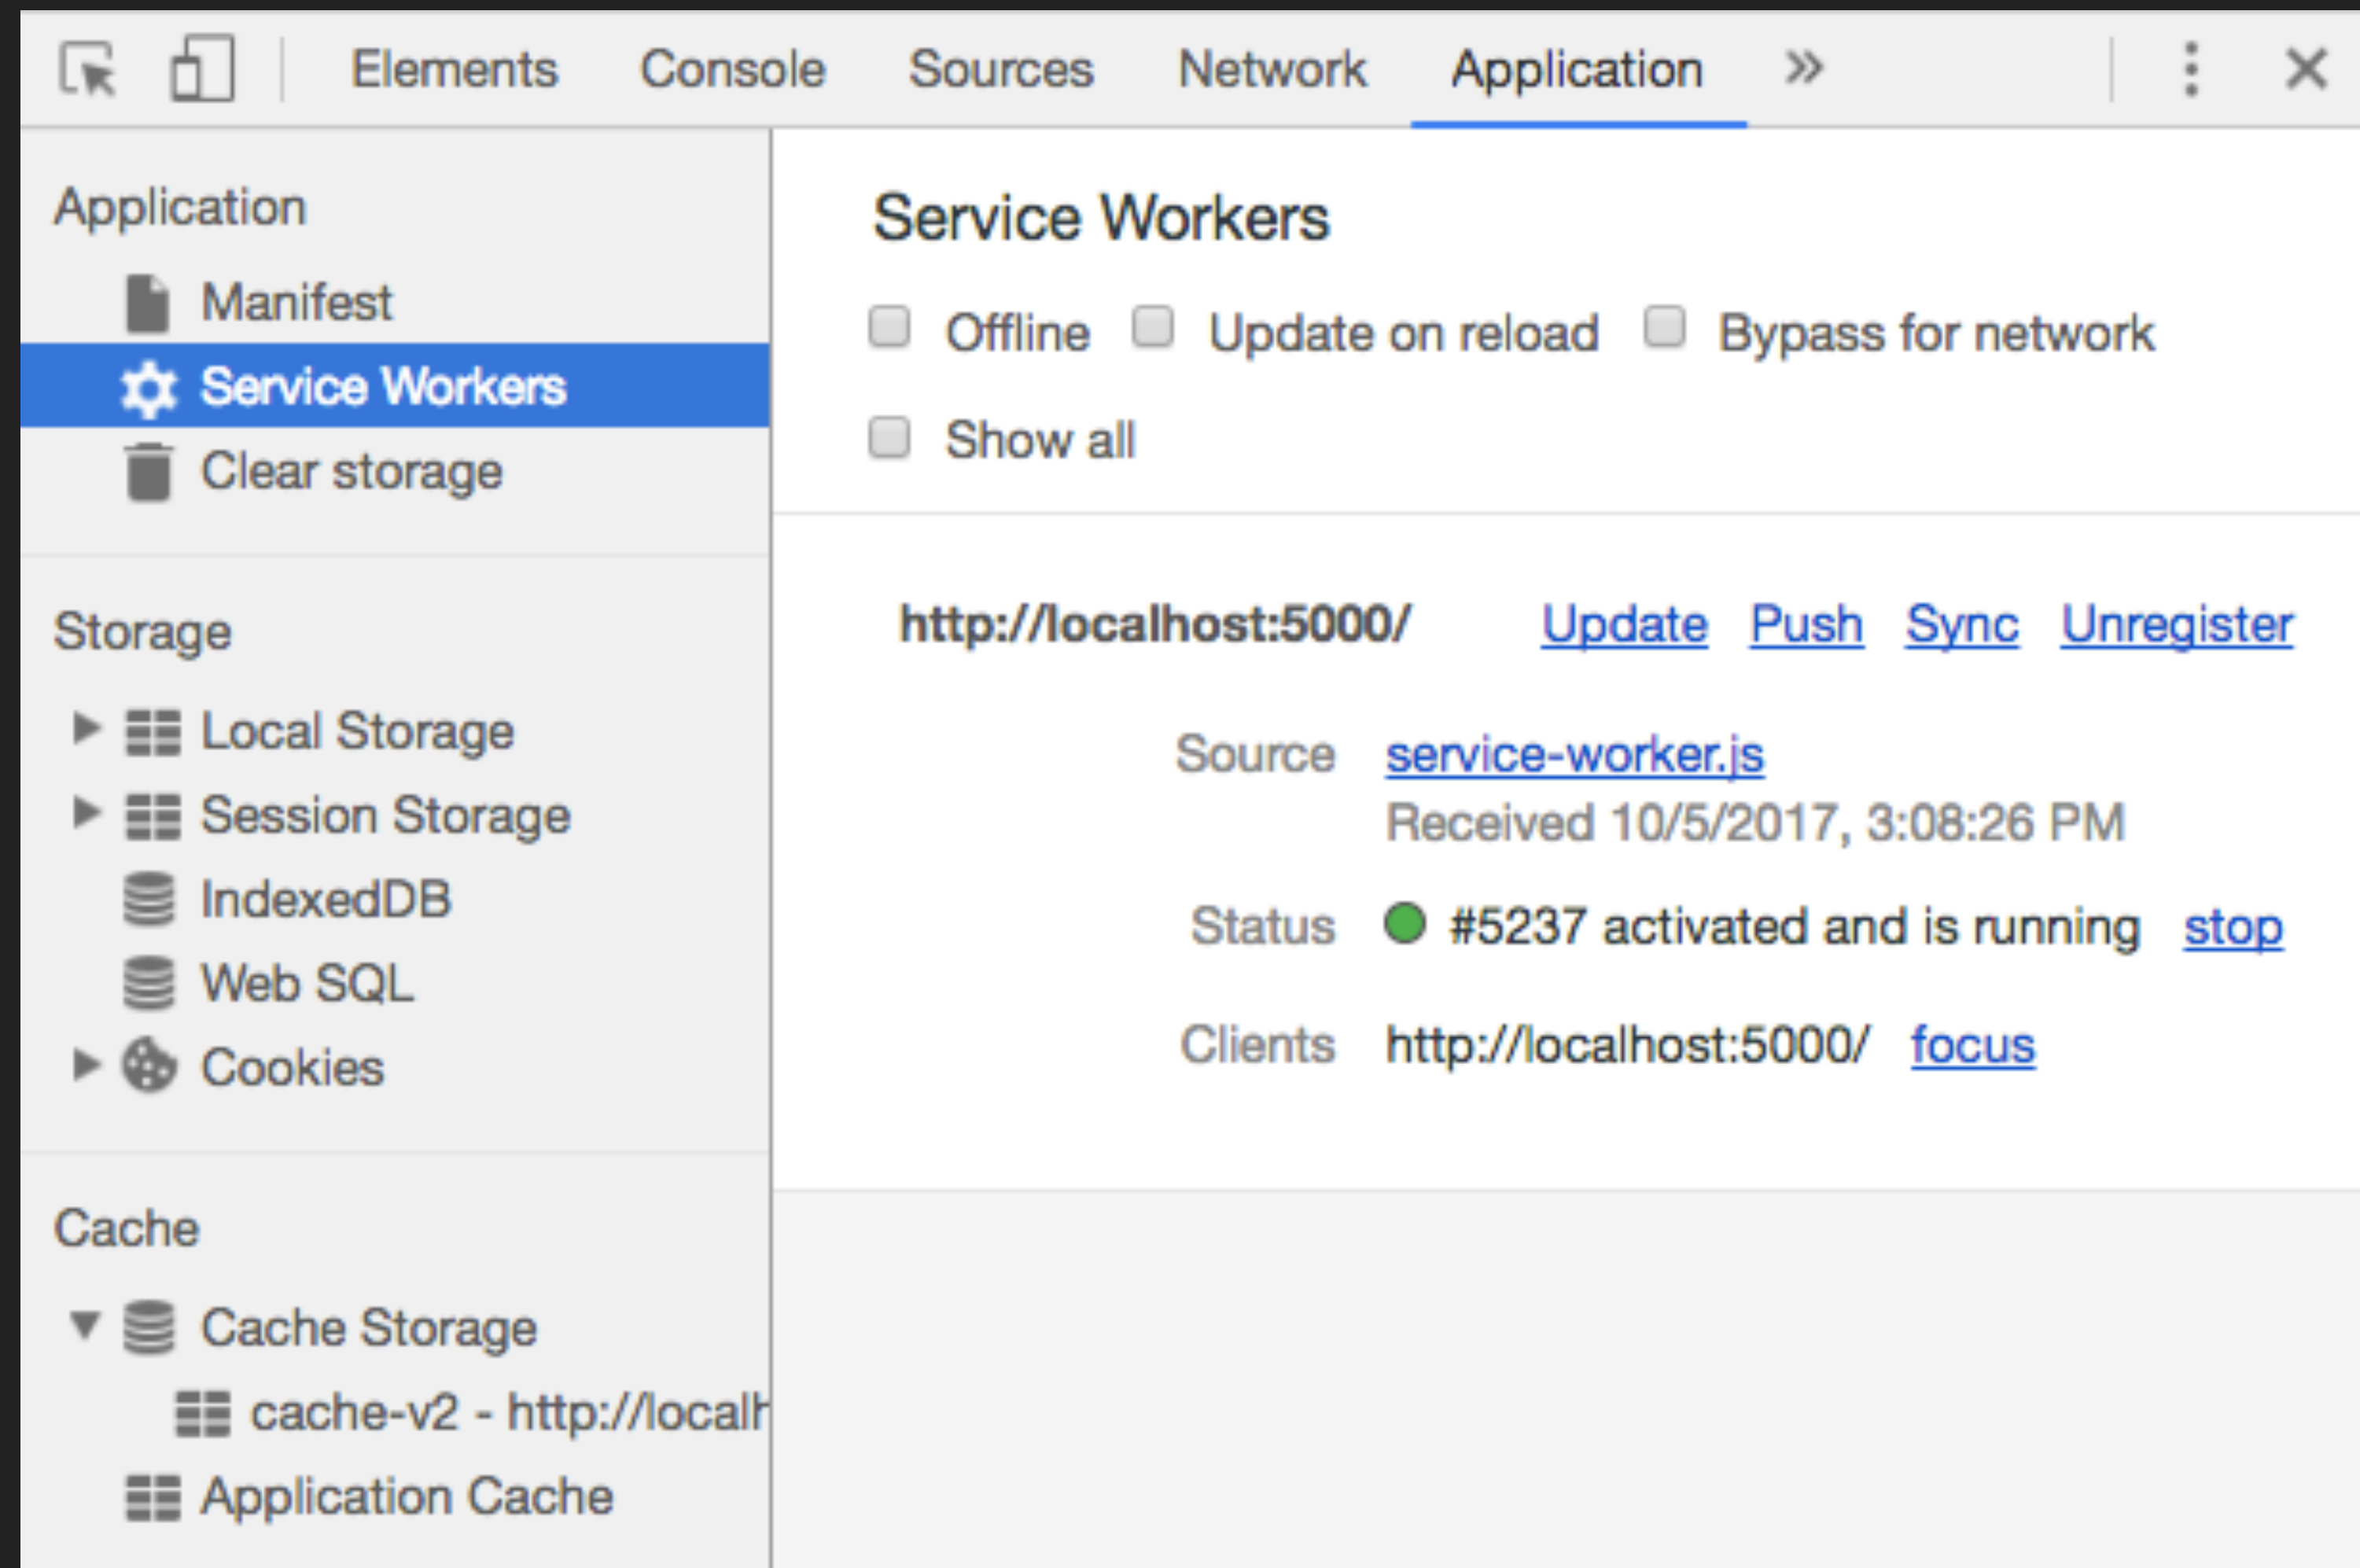 Elements Console Sources Network Application »
Application
Manifest
Service Workers
Clear storage
Storage
Local Storage
Session Storage
IndexedDB
Web SQL
Cookies
Cache
Cache Storage
cache-v2 - http://localh
Application Cache
Service Workers
Offline Update on reload Bypass for network
Show all
http://localhost:5000/ Update Push Sync Unregister
Source service-worker.js
Received 10/5/2017, 3:08:26 PM
Status #5237 activated and is running stop
Clients http://localhost:5000/ focus